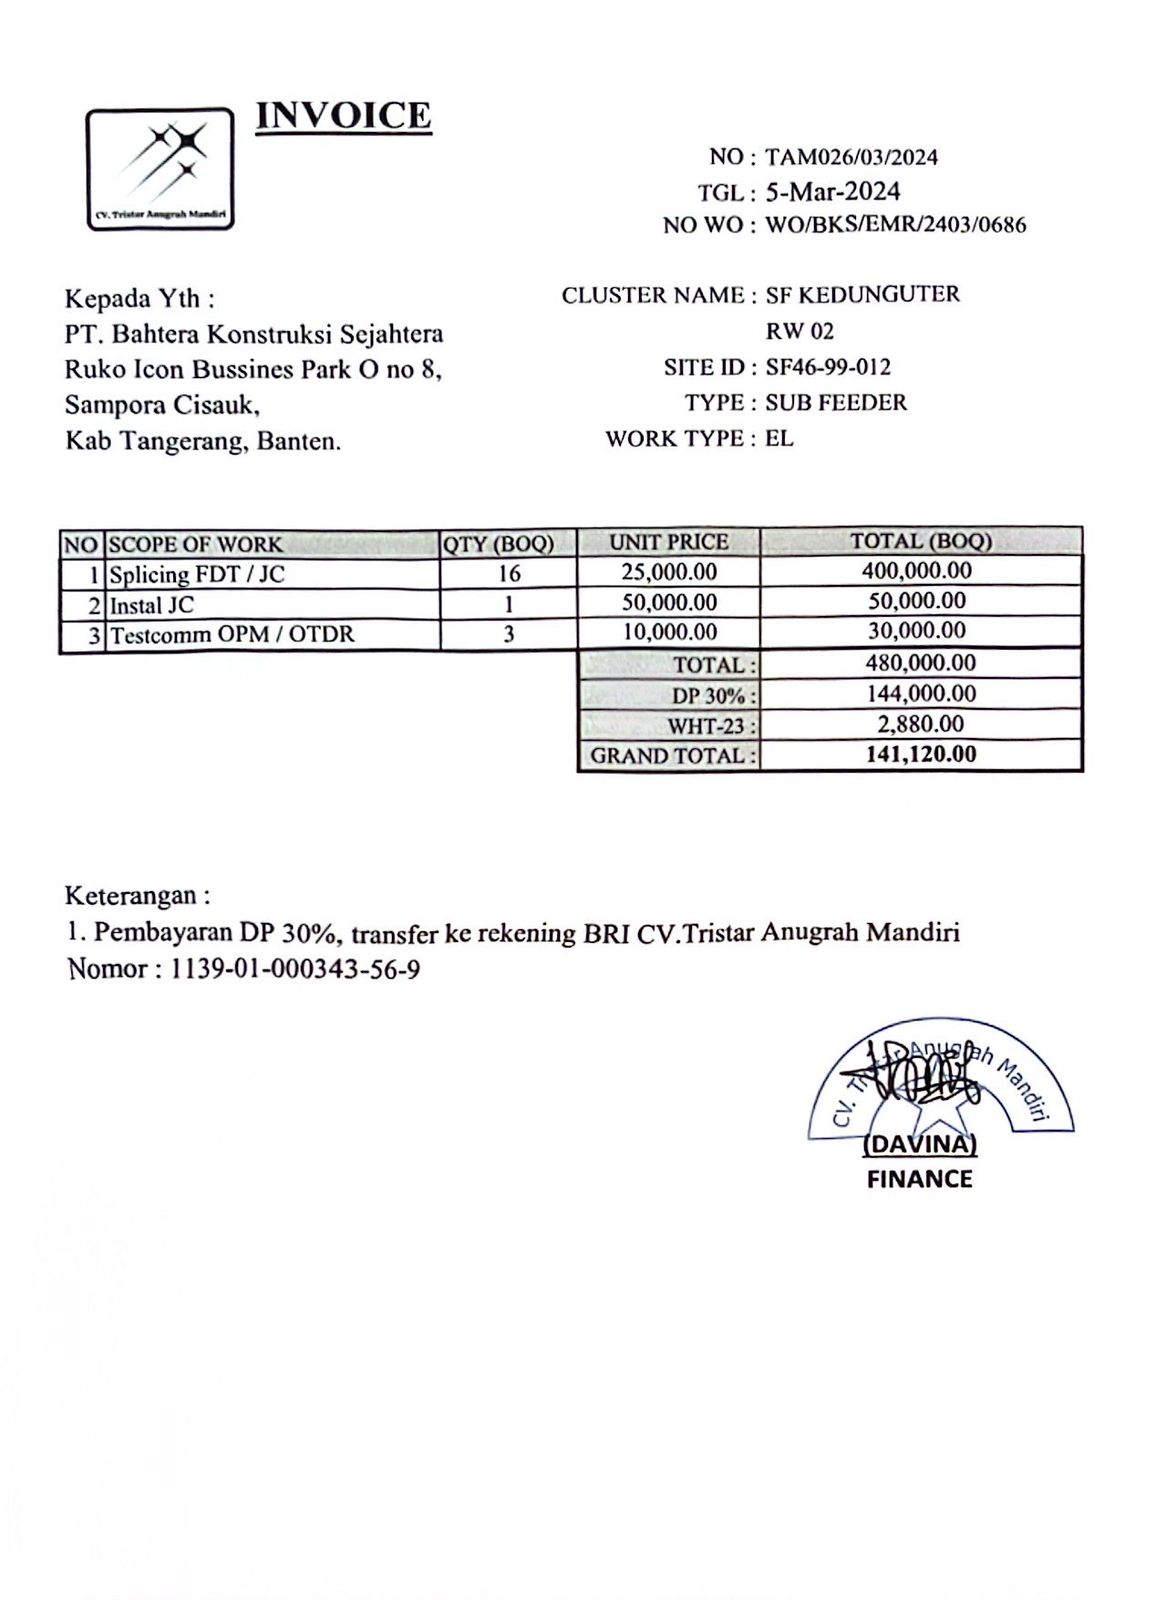 INVOICE
CV. Tristar Anugrah Mandiri
NO : TAM026/03/2024
TGL : 5-Mar-2024
NO WO : WO/BKS/EMR/2403/0686
Kepada Yth :
PT. Bahtera Konstruksi Sejahtera
Ruko Icon Bussines Park O no 8,
Sampora Cisauk,
Kab Tangerang, Banten.
CLUSTER NAME : SF KEDUNGUTER
RW 02
SITE ID : SF46-99-012
TYPE : SUB FEEDER
WORK TYPE : EL
NO SCOPE OF WORK QTY (BOQ) UNIT PRICE TOTAL (BOQ)
1 Splicing FDT / JC 16 25,000.00 400,000.00
2 Instal JC 1 50,000.00 50,000.00
3 Testcomm OPM / OTDR 3 10,000.00 30,000.00
TOTAL : 480,000.00
DP 30% : 144,000.00
WHT-23 : 2,880.00
GRAND TOTAL : 141,120.00
Keterangan :
1. Pembayaran DP 30%, transfer ke rekening BRI CV.Tristar Anugrah Mandiri
Nomor : 1139-01-000343-56-9
CV. Tristar Anugrah Mandiri
(DAVINA)
FINANCE